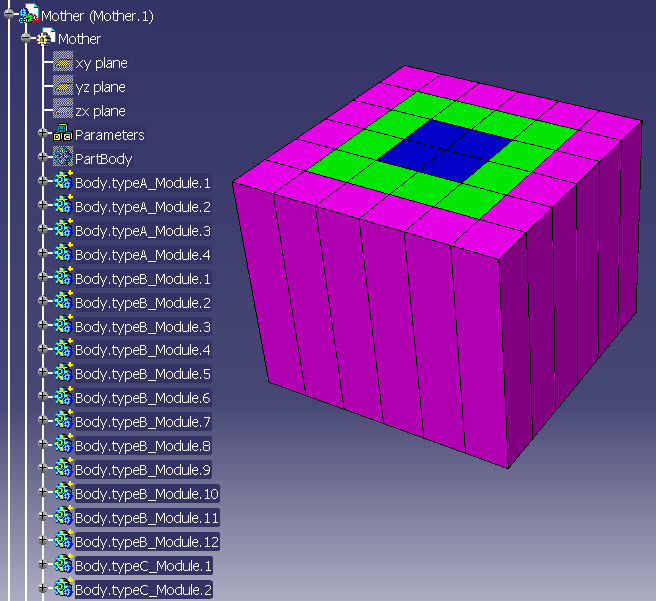 Mother (Mother.1)
Mother
xy plane
yz plane
zx plane
Parameters
PartBody
Body.typeA_Module.1
Body.typeA_Module.2
Body.typeA_Module.3
Body.typeA_Module.4
Body.typeB_Module.1
Body.typeB_Module.2
Body.typeB_Module.3
Body.typeB_Module.4
Body.typeB_Module.5
Body.typeB_Module.6
Body.typeB_Module.7
Body.typeB_Module.8
Body.typeB_Module.9
Body.typeB_Module.10
Body.typeB_Module.11
Body.typeB_Module.12
Body.typeC_Module.1
Body.typeC_Module.2